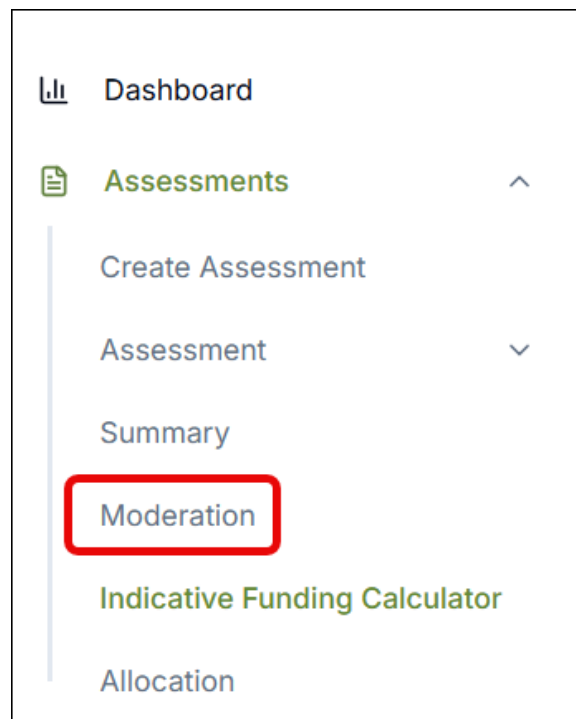 Dashboard
Assessments
Create Assessment
Assessment
Summary
Moderation
Indicative Funding Calculator
Allocation